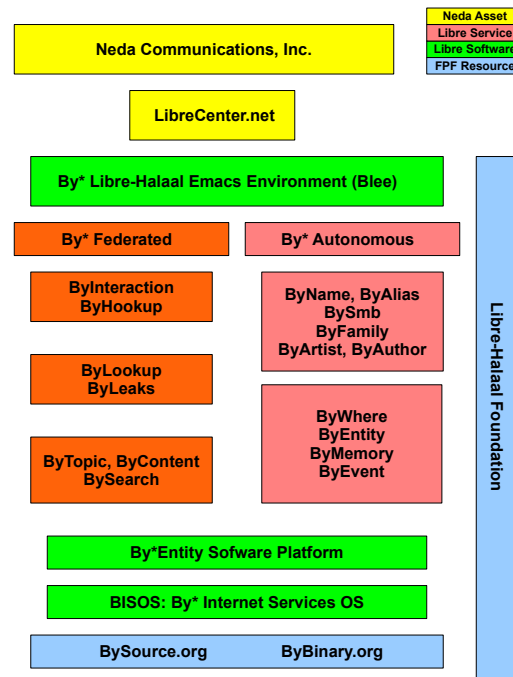 Neda Asset
Libre Service
Libre Software
FPF Resource
Neda Communications, Inc.
LibreCenter.net
By* Libre-Halaal Emacs Environment (Blee)
By* Federated
By* Autonomous
ByInteraction
ByHookup
ByName, ByAlias
BySmb
ByFamily
ByArtist, ByAuthor
ByLookup
ByLeaks
ByWhere
ByEntity
ByMemory
ByEvent
ByTopic, ByContent
BySearch
Libre-Halaal Foundation
By*Entity Sofware Platform
BISOS: By* Internet Services OS
BySource.org
ByBinary.org